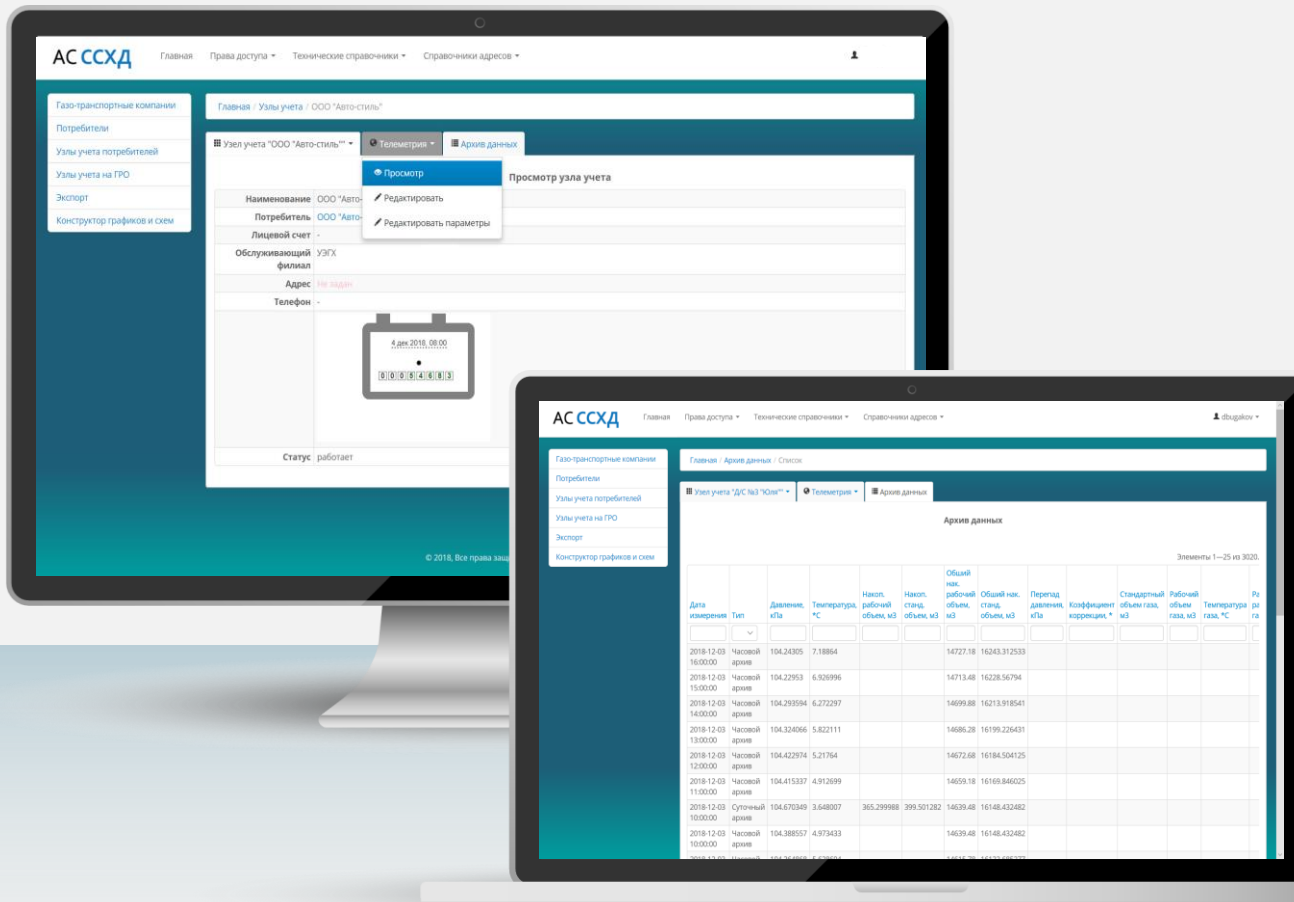 АС ССХД
Главная Права доступа Технические справочники Справочники адресов
Газо-транспортные компании
Потребители
Узлы учета потребителей
Узлы учета на ГРО
Экспорт
Конструктор графиков и схем
Главная / Узлы учета / ООО "Авто-стиль"
Узел учета "ООО "Авто-стиль"" Телеметрия Архив данных
Просмотр
Редактировать
Редактировать параметры
Просмотр узла учета
Наименование ООО "Авто-
Потребитель ООО "Авто-
Лицевой счет -
Обслуживающий УЭГХ
филиал
Адрес Не задан
Телефон -
4 дек 2018, 08:00
0 0 0 5 4 6 8 3
Статус работает
© 2018, Все права защ
АС ССХД
Главная Права доступа Технические справочники Справочники адресов dbugakov
Газо-транспортные компании
Потребители
Узлы учета потребителей
Узлы учета на ГРО
Экспорт
Конструктор графиков и схем
Главная / Архив данных / Список
Узел учета "Д/С №3 "Юля"" Телеметрия Архив данных
Архив данных
Элементы 1—25 из 3020.
Обший
нак.
Накоп. Накоп. рабочий Обший нак. Перепад Стандартный Рабочий Ра
Дата Давление, Температура, рабочий станд. объем, станд. давления, Коэффициент объем газа, объем Температура ра
измерения Тип кПа °C объем, м3 объем, м3 м3 объем, м3 кПа коррекции, * м3 газа, м3 газа, °C га
2018-12-03 Часовой 104.24305 7.18864 14727.18 16243.312533
16:00:00 архив
2018-12-03 Часовой 104.22953 6.926996 14713.48 16228.56794
15:00:00 архив
2018-12-03 Часовой 104.293594 6.272297 14699.88 16213.918541
14:00:00 архив
2018-12-03 Часовой 104.324066 5.822111 14686.28 16199.226431
13:00:00 архив
2018-12-03 Часовой 104.422974 5.21764 14672.68 16184.504125
12:00:00 архив
2018-12-03 Часовой 104.415337 4.912699 14659.18 16169.846025
11:00:00 архив
2018-12-03 Суточный 104.670349 3.648007 365.299988 399.501282 14639.48 16148.432482
10:00:00 архив
2018-12-03 Часовой 104.388557 4.973433 14639.48 16148.432482
10:00:00 архив